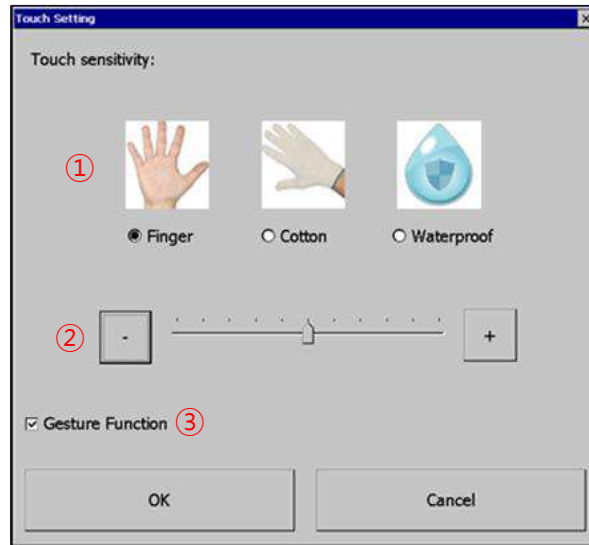 Touch Setting
Touch sensitivity:
①
Finger Cotton Waterproof
② - +
Gesture Function ③
OK Cancel